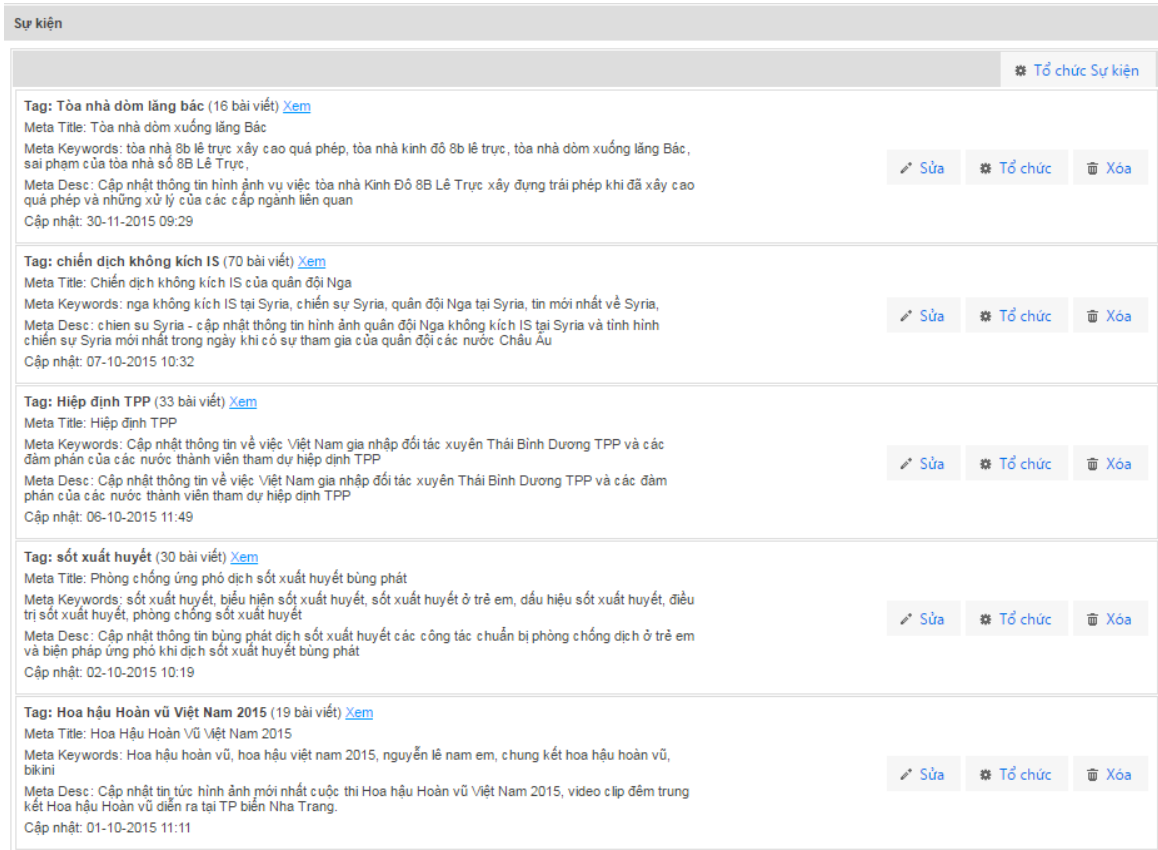 Sự kiện
Tổ chức Sự kiện
Tag: Tòa nhà dòm lăng bác (16 bài viết) Xem
Meta Title: Tòa nhà dòm xuống lăng Bác
Meta Keywords: tòa nhà 8b lê trực xây cao quá phép, tòa nhà kinh đô 8b lê trực, tòa nhà dòm xuống lăng Bác,
sai phạm của tòa nhà số 8B Lê Trực,
Meta Desc: Cập nhật thông tin hình ảnh vụ việc tòa nhà Kinh Đô 8B Lê Trực xây đựng trái phép khi đã xây cao
quá phép và những xử lý của các cấp ngành liên quan
Cập nhật: 30-11-2015 09:29
Sửa Tổ chức Xóa
Tag: chiến dịch không kích IS (70 bài viết) Xem
Meta Title: Chiến dịch không kích IS của quân đội Nga
Meta Keywords: nga không kích IS tại Syria, chiến sự Syria, quân đội Nga tại Syria, tin mới nhất về Syria,
Meta Desc: chien su Syria - cập nhật thông tin hình ảnh quân đội Nga không kích IS tại Syria và tình hình
chiến sự Syria mới nhất trong ngày khi có sự tham gia của quân đội các nước Châu Âu
Cập nhật: 07-10-2015 10:32
Sửa Tổ chức Xóa
Tag: Hiệp định TPP (33 bài viết) Xem
Meta Title: Hiệp định TPP
Meta Keywords: Cập nhật thông tin về việc Việt Nam gia nhập đối tác xuyên Thái Bình Dương TPP và các
đàm phán của các nước thành viên tham dự hiệp dịnh TPP
Meta Desc: Cập nhật thông tin về việc Việt Nam gia nhập đối tác xuyên Thái Bình Dương TPP và các đàm
phán của các nước thành viên tham dự hiệp dịnh TPP
Cập nhật: 06-10-2015 11:49
Sửa Tổ chức Xóa
Tag: sốt xuất huyết (30 bài viết) Xem
Meta Title: Phòng chống ứng phó dịch sốt xuất huyết bùng phát
Meta Keywords: sốt xuất huyết, biểu hiện sốt xuất huyết, sốt xuất huyết ở trẻ em, dấu hiệu sốt xuất huyết, điều
trị sốt xuất huyết, phòng chống sốt xuất huyết
Meta Desc: Cập nhật thông tin bùng phát dịch sốt xuất huyết các công tác chuẩn bị phòng chống dịch ở trẻ em
và biện pháp ứng phó khi dịch sốt xuất huyết bùng phát
Cập nhật: 02-10-2015 10:19
Sửa Tổ chức Xóa
Tag: Hoa hậu Hoàn vũ Việt Nam 2015 (19 bài viết) Xem
Meta Title: Hoa Hậu Hoàn Vũ Việt Nam 2015
Meta Keywords: Hoa hậu hoàn vũ, hoa hậu việt nam 2015, nguyễn lê nam em, chung kết hoa hậu hoàn vũ,
bikini
Meta Desc: Cập nhật tin tức hình ảnh mới nhất cuộc thi Hoa hậu Hoàn vũ Việt Nam 2015, video clip đêm trung
kết Hoa hậu Hoàn vũ diễn ra tại TP biển Nha Trang.
Cập nhật: 01-10-2015 11:11
Sửa Tổ chức Xóa